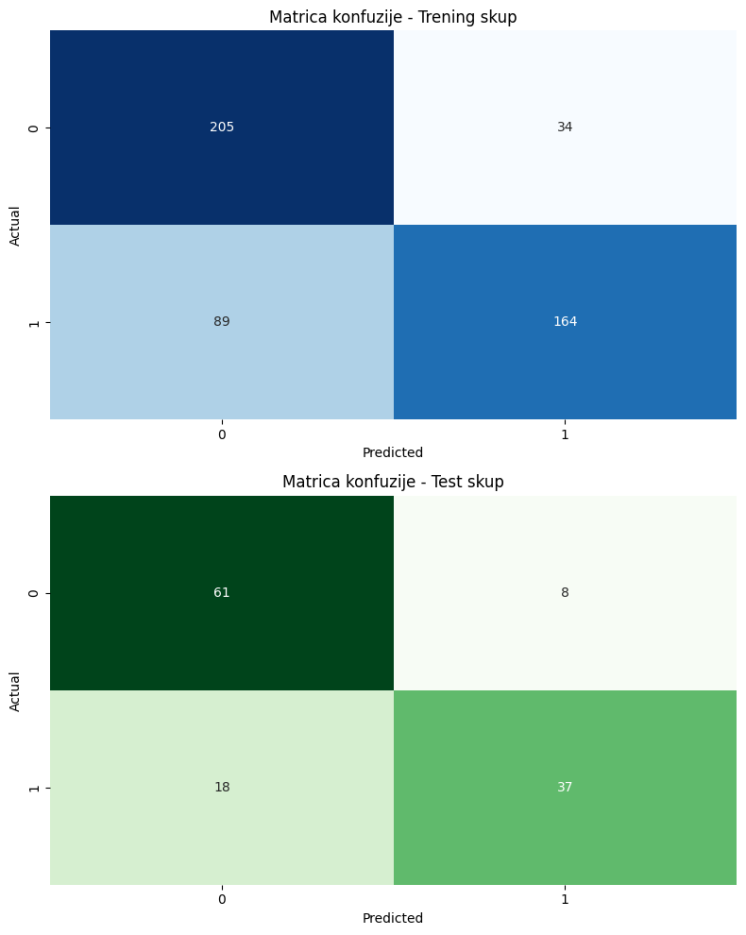 Matrica konfuzije - Trening skup
0
205
34
Actual
1
89
164
0
1
Predicted
Matrica konfuzije - Test skup
0
61
8
Actual
1
18
37
0
1
Predicted